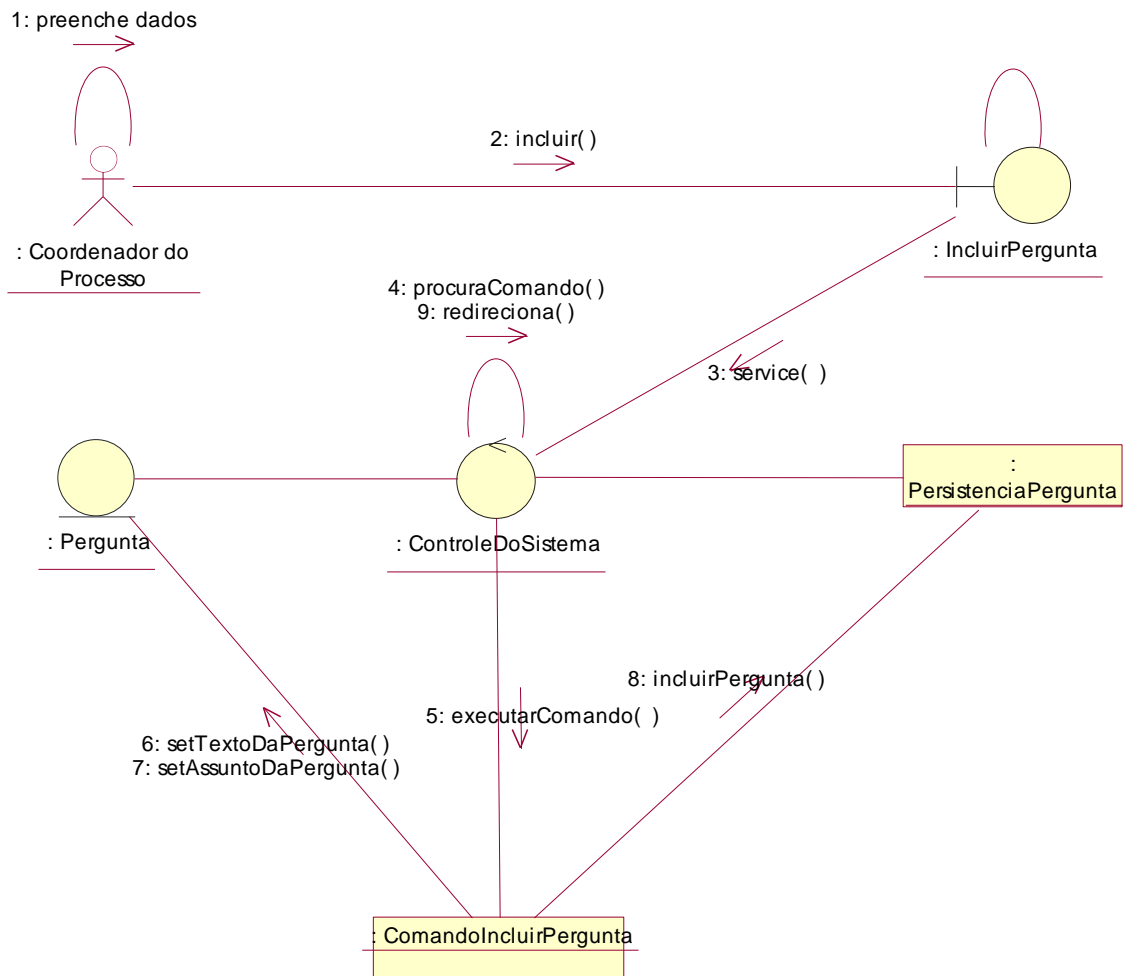 1: preenche dados
2: incluir( )
: Coordenador do
Processo
: IncluirPergunta
4: procuraComando( )
9: redireciona( )
3: service( )
:
PersistenciaPergunta
: Pergunta
: ControleDoSistema
8: incluirPergunta( )
5: executarComando( )
6: setTextoDaPergunta( )
7: setAssuntoDaPergunta( )
: ComandoIncluirPergunta